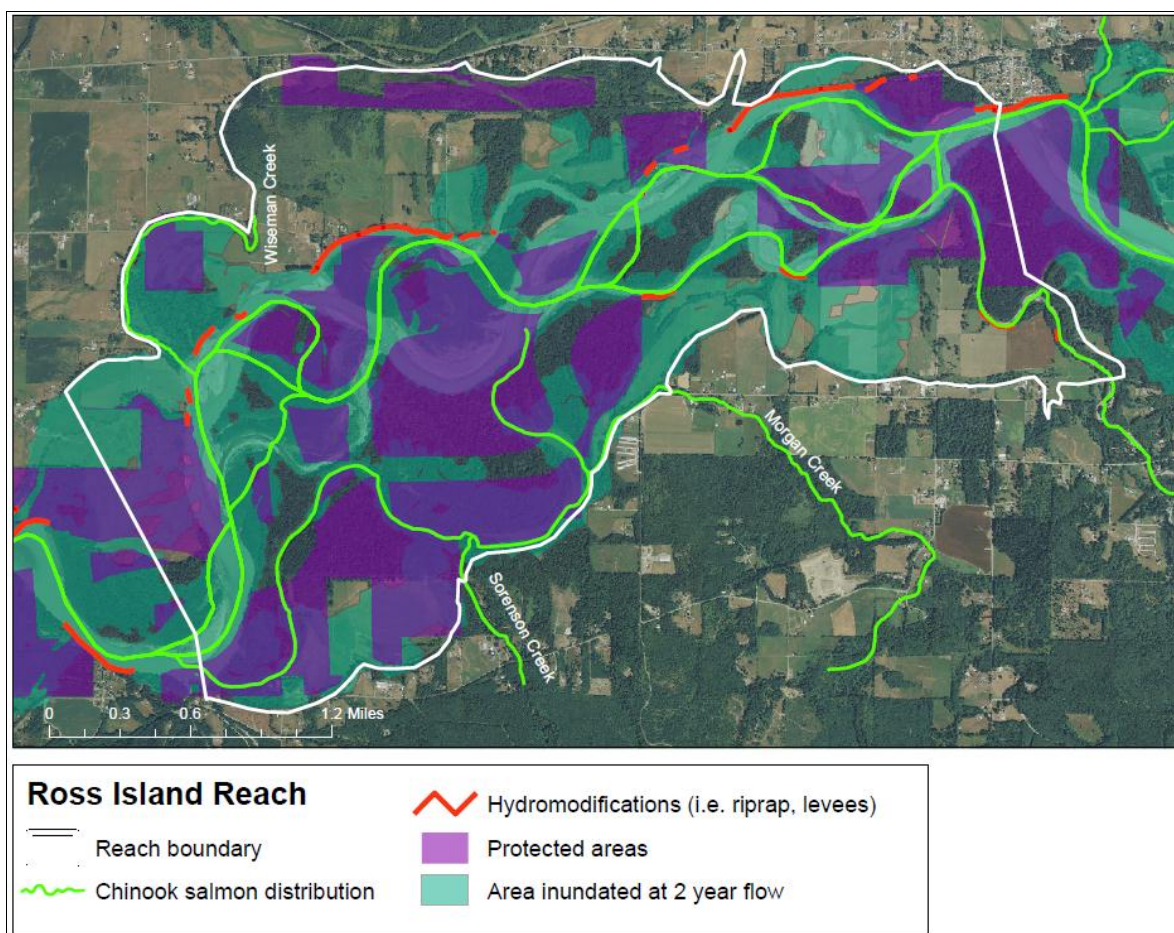 Wiseman Creek
Morgan Creek
Sorenson Creek
0 0.3 0.6 1.2 Miles
Ross Island Reach
Reach boundary
Chinook salmon distribution
Hydromodifications (i.e. riprap, levees)
Protected areas
Area inundated at 2 year flow